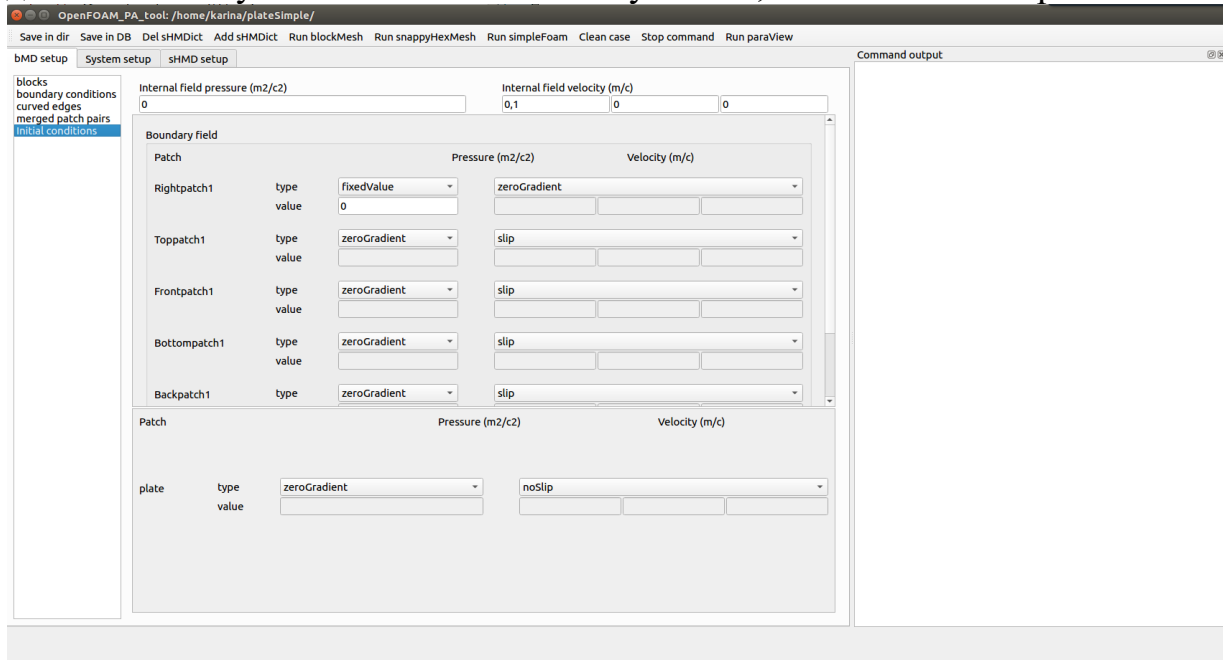 OpenFOAM_PA_tool: /home/karina/plateSimple/
Save in dir Save in DB Del sHMDict Add sHMDict Run blockMesh Run snappyHexMesh Run simpleFoam Clean case Stop command Run paraView
bMD setup System setup sHMD setup Command output
blocks
boundary conditions
curved edges
merged patch pairs
Initial conditions
Internal field pressure (m2/c2) Internal field velocity (m/c)
0 0,1 0 0
Boundary field
Patch Pressure (m2/c2) Velocity (m/c)
Rightpatch1 type fixedValue zeroGradient
value 0
Toppatch1 type zeroGradient slip
value
Frontpatch1 type zeroGradient slip
value
Bottompatch1 type zeroGradient slip
value
Backpatch1 type zeroGradient slip
Patch Pressure (m2/c2) Velocity (m/c)
plate type zeroGradient noSlip
value